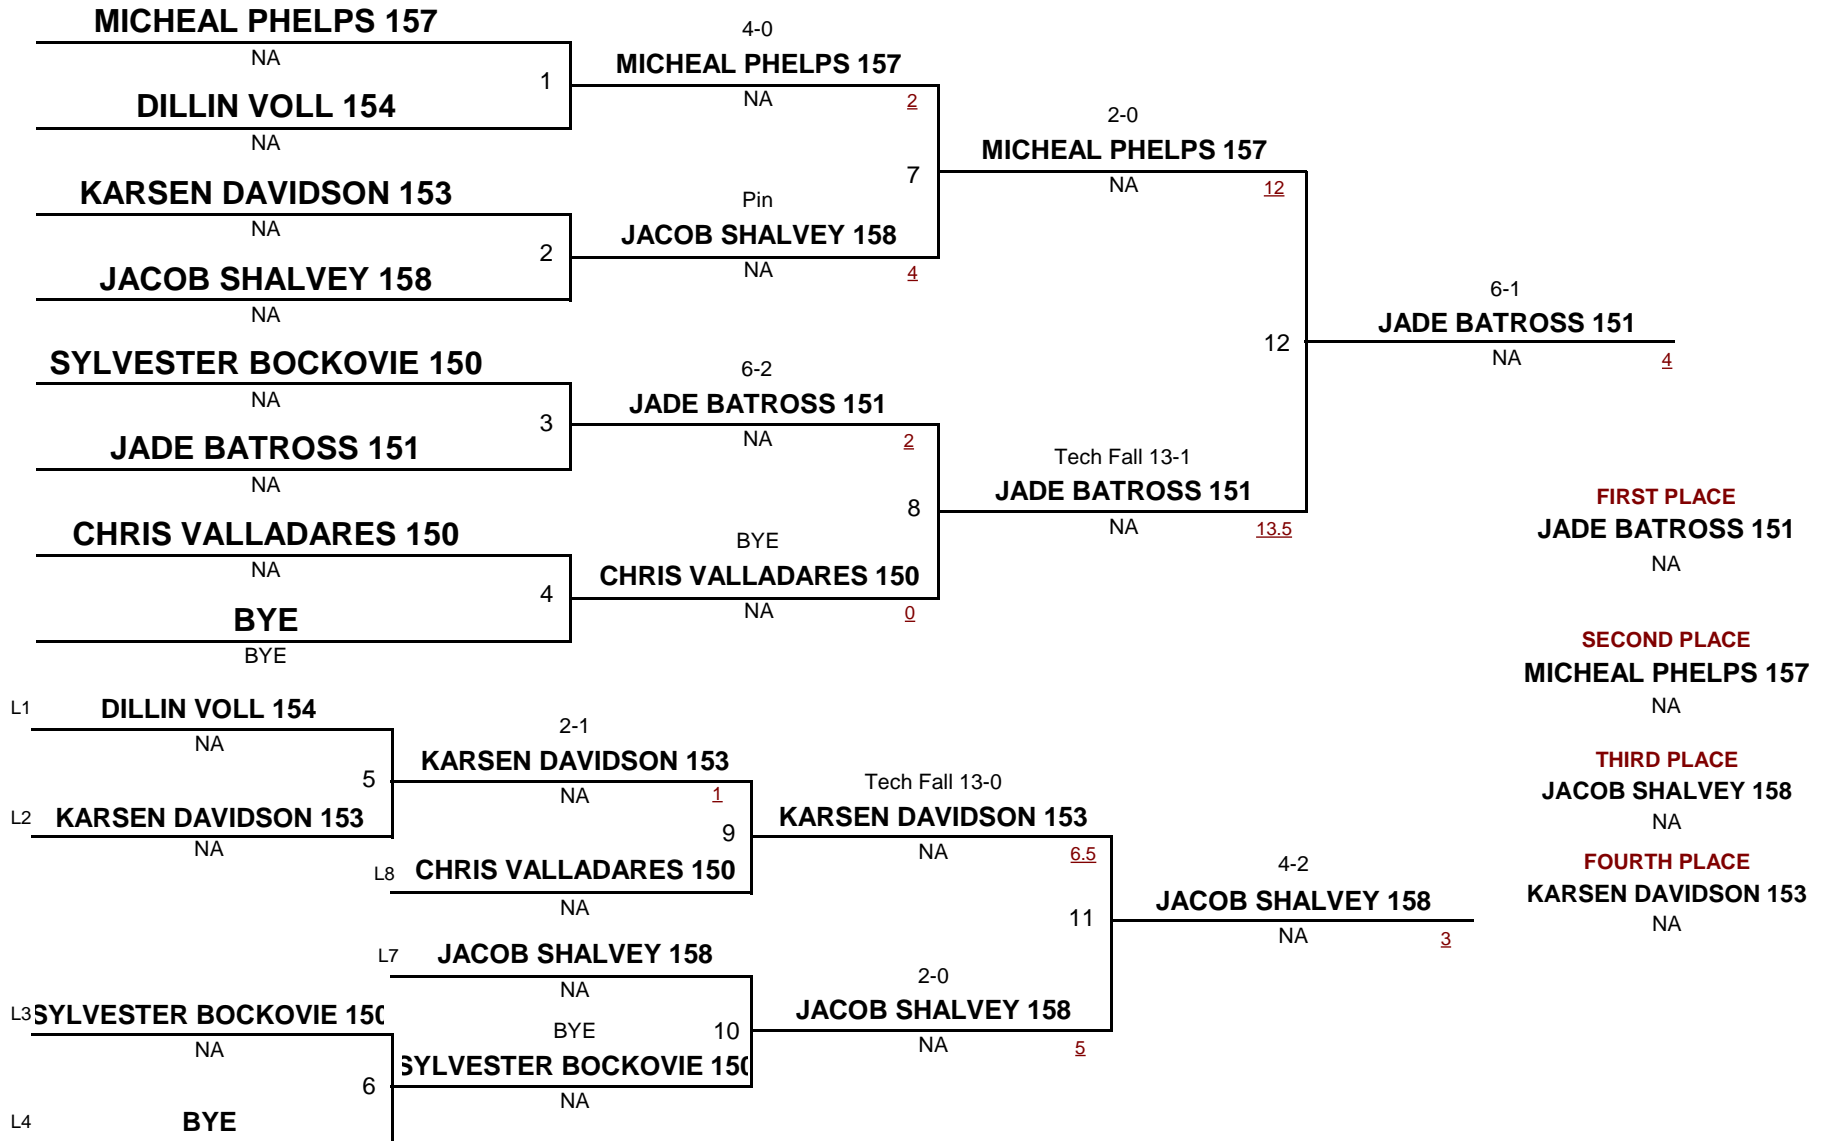 MICHEAL PHELPS 157
NA
1
DILLIN VOLL 154
NA
KARSEN DAVIDSON 153
NA
2
JACOB SHALVEY 158
NA
SYLVESTER BOCKOVIE 150
NA
3
JADE BATROSS 151
NA
CHRIS VALLADARES 150
NA
4
BYE
BYE
4-0
MICHEAL PHELPS 157
NA 2
7
Pin
JACOB SHALVEY 158
NA 4
6-2
JADE BATROSS 151
NA 2
8
BYE
CHRIS VALLADARES 150
NA 0
2-0
MICHEAL PHELPS 157
NA 12
12
Tech Fall 13-1
JADE BATROSS 151
NA 13.5
6-1
JADE BATROSS 151
NA 4
FIRST PLACE
JADE BATROSS 151
NA
SECOND PLACE
MICHEAL PHELPS 157
NA
THIRD PLACE
JACOB SHALVEY 158
NA
FOURTH PLACE
KARSEN DAVIDSON 153
NA
L1 DILLIN VOLL 154
NA
5
L2 KARSEN DAVIDSON 153
NA
2-1
KARSEN DAVIDSON 153
NA 1
9
L8 CHRIS VALLADARES 150
NA
L7 JACOB SHALVEY 158
NA
L3 SYLVESTER BOCKOVIE 150
NA
6
L4 BYE
BYE
10
SYLVESTER BOCKOVIE 150
NA
Tech Fall 13-0
KARSEN DAVIDSON 153
NA 6.5
11
2-0
JACOB SHALVEY 158
NA 5
4-2
JACOB SHALVEY 158
NA 3